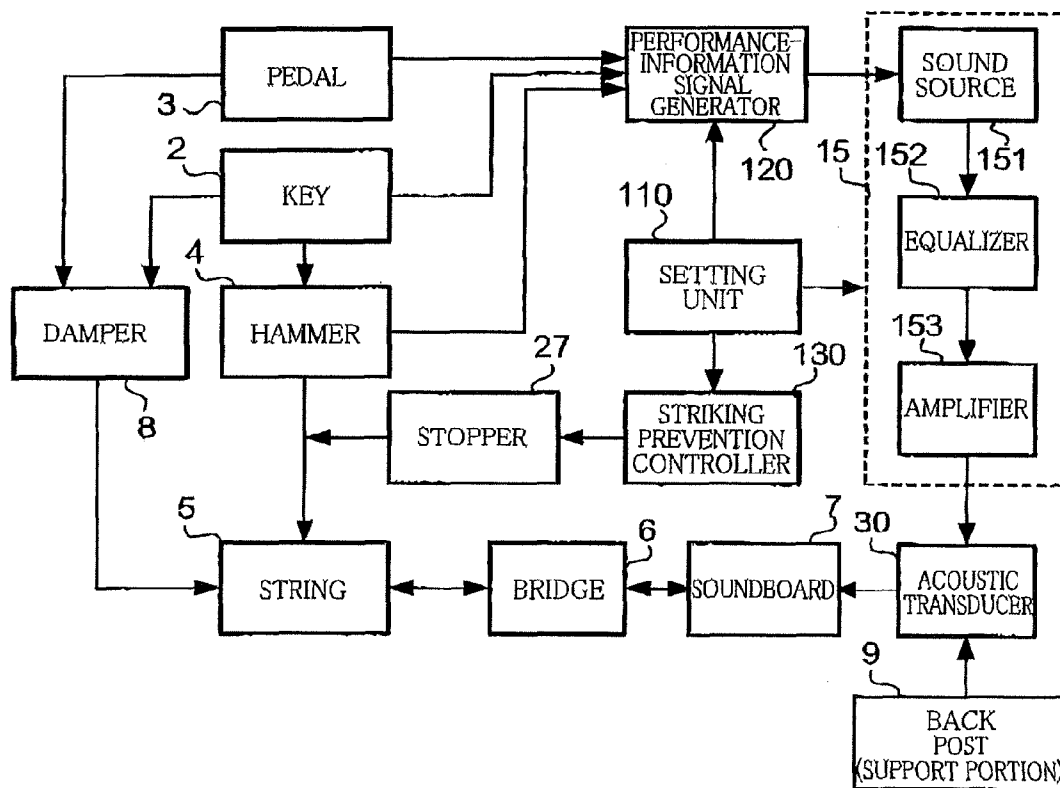 PEDAL
3
PERFORMANCE-
INFORMATION
SIGNAL
GENERATOR
120
SOUND
SOURCE
151
2
KEY
15
152
EQUALIZER
110
SETTING
UNIT
4
HAMMER
DAMPER
8
153
AMPLIFIER
27
STOPPER
130
STRIKING
PREVENTION
CONTROLLER
5
STRING
6
BRIDGE
7
SOUNDBOARD
30
ACOUSTIC
TRANSDUCER
9
BACK
POST
(SUPPORT PORTION)